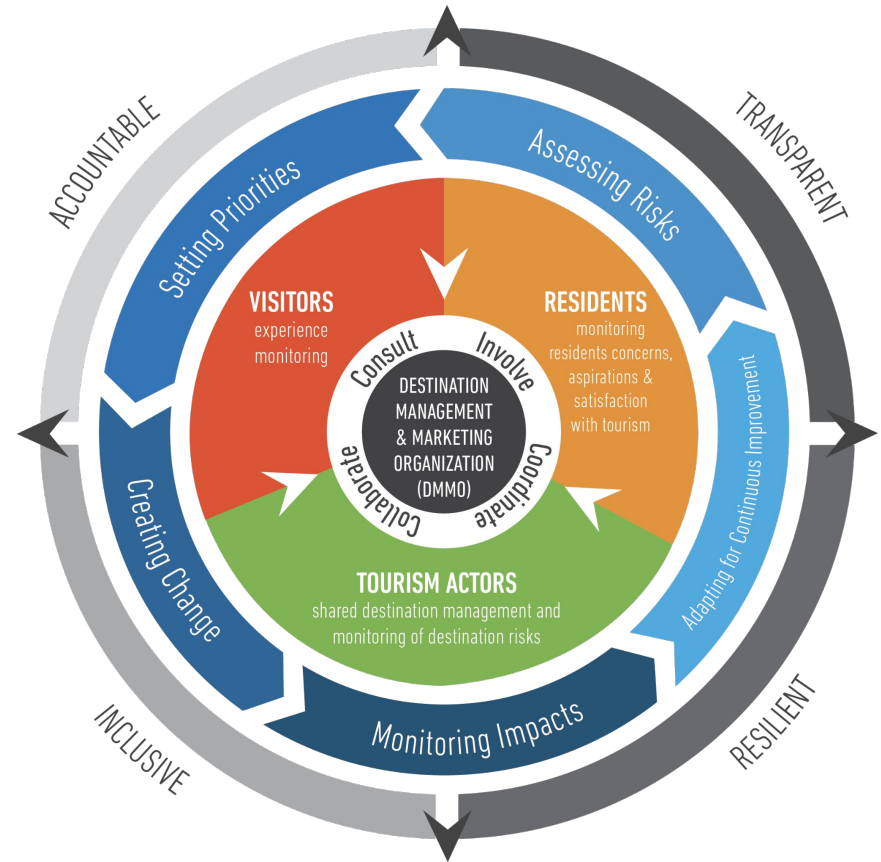 ACCOUNTABLE
TRANSPARENT
Setting Priorities
Assessing Risks
VISITORS
experience
monitoring
RESIDENTS
monitoring
residents concerns,
aspirations &
satisfaction
with tourism
Consult
Involve
DESTINATION
MANAGEMENT
& MARKETING
ORGANIZATION
(DMMO)
Collaborate
Coordinate
Adapting for Continuous Improvement
Creating Change
TOURISM ACTORS
shared destination management and
monitoring of destination risks
Monitoring Impacts
INCLUSIVE
RESILIENT